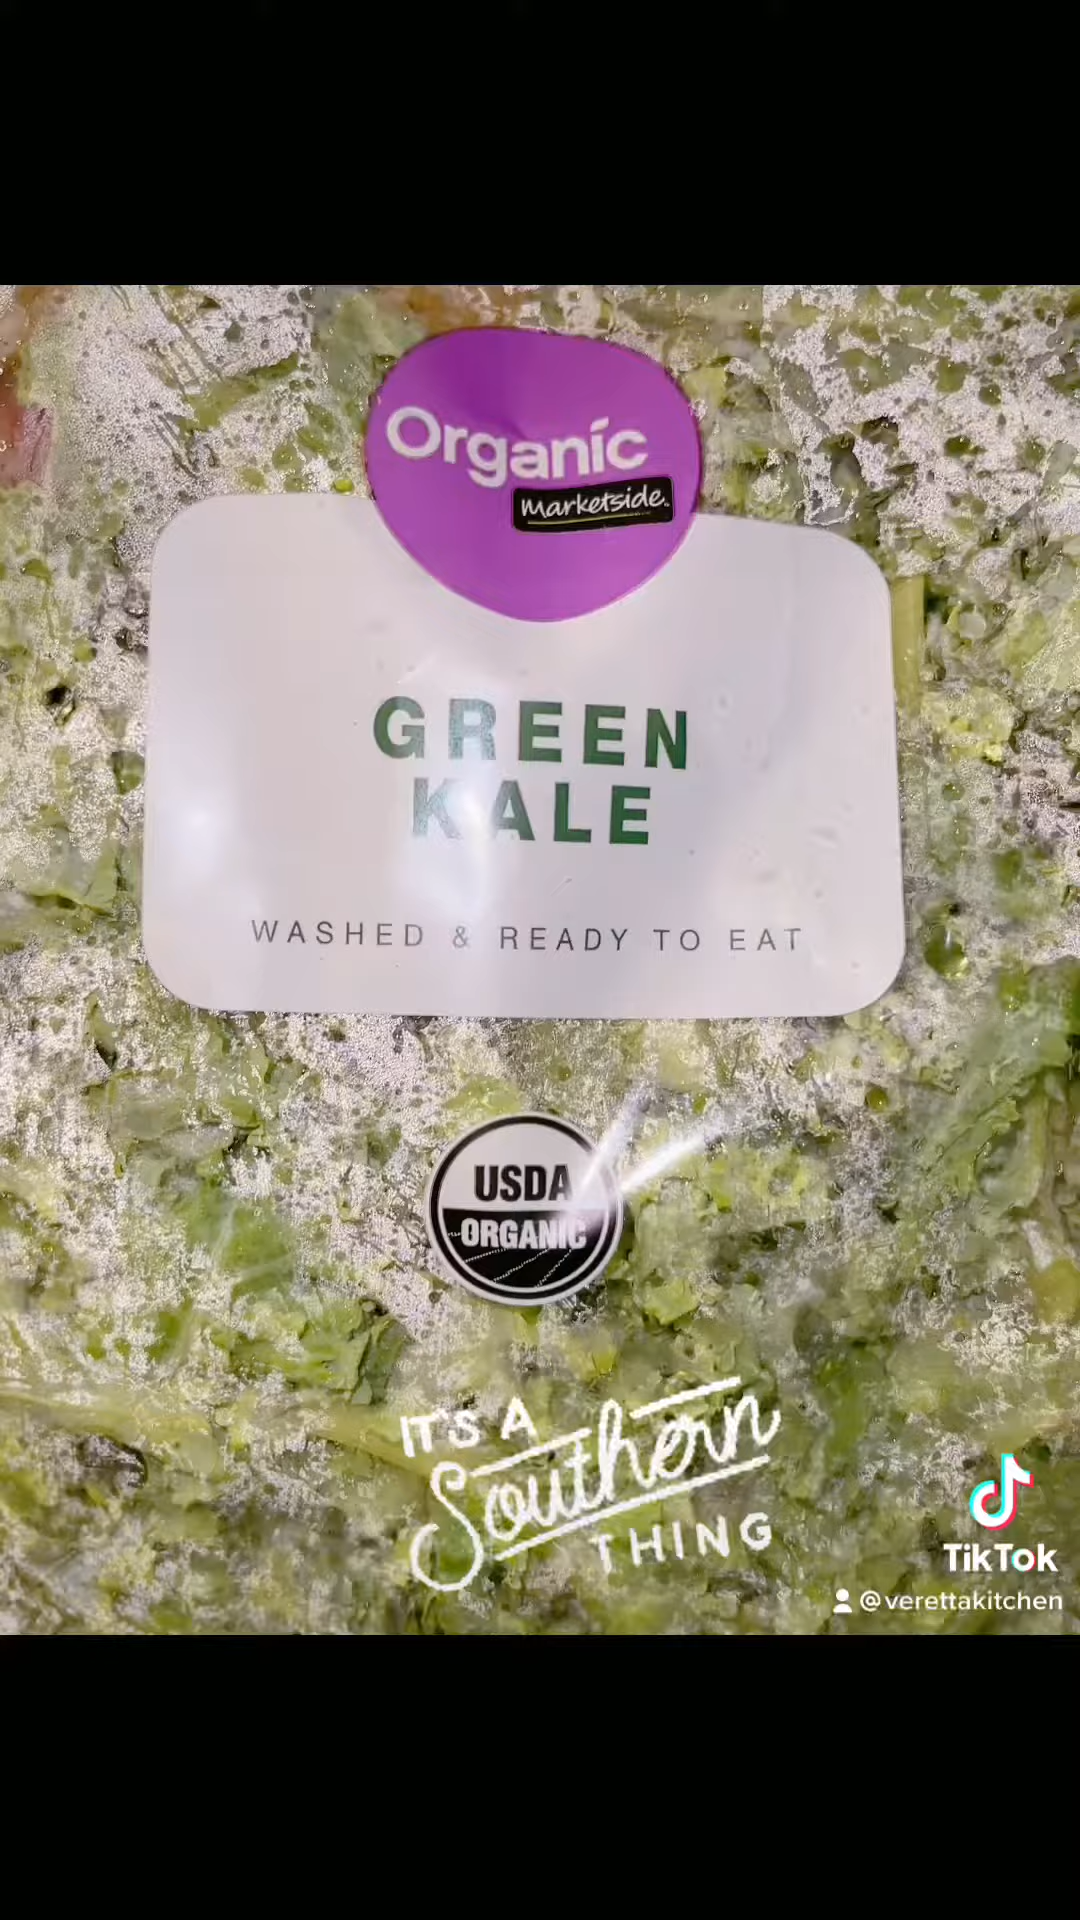 Organic
marketside.
GREEN
KALE
WASHED & READY TO EAT
USDA
ORGANIC
IT'S A
Southern
THING
TikTok
@verettakitchen